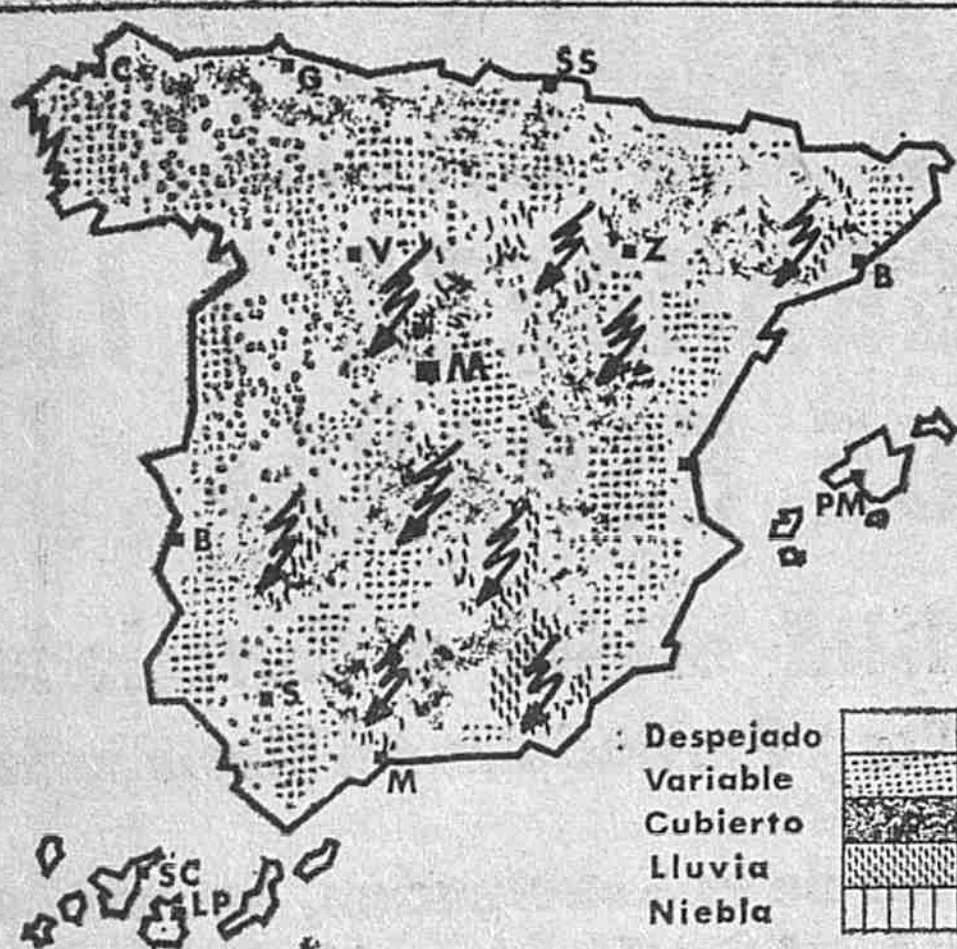 C
G
SS
V
Z
B
M
PM
B
S
M
SC
LP
: Despejado
Variable
Cubierto
Lluvia
Niebla